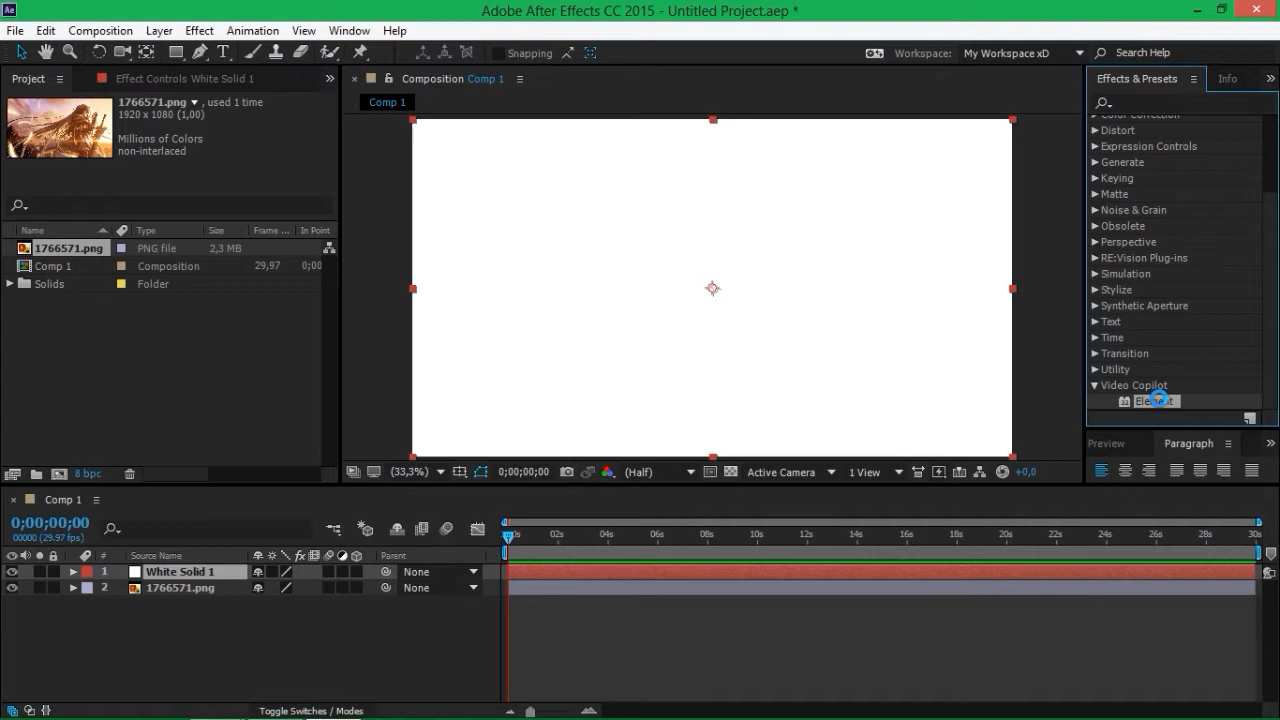 Ae
Adobe After Effects CC 2015 - Untitled Project.aep *
File Edit Composition Layer Effect Animation View Window Help
Snapping
Workspace: My Workspace xD
Search Help
Project
Effect Controls White Solid 1
Composition Comp 1
Effects & Presets
Info
Comp 1
1766571.png , used 1 time
1920 x 1080 (1,00)
Millions of Colors
non-interlaced
Name Type Size Frame ... In Point
1766571.png PNG file 2,3 MB
Comp 1 Composition 29,97 0;00
Solids Folder
8 bpc
Color Correction
Distort
Expression Controls
Generate
Keying
Matte
Noise & Grain
Obsolete
Perspective
RE:Vision Plug-ins
Simulation
Stylize
Synthetic Aperture
Text
Time
Transition
Utility
Video Copilot
Preview
Paragraph
(33,3%) 0;00;00;00 (Half) Active Camera 1 View +0,0
Comp 1
0;00;00;00
00000 (29.97 fps)
# Source Name Parent
02s 04s 06s 08s 10s 12s 14s 16s 18s 20s 22s 24s 26s 28s 30s
1 White Solid 1 None
2 1766571.png None
Toggle Switches / Modes